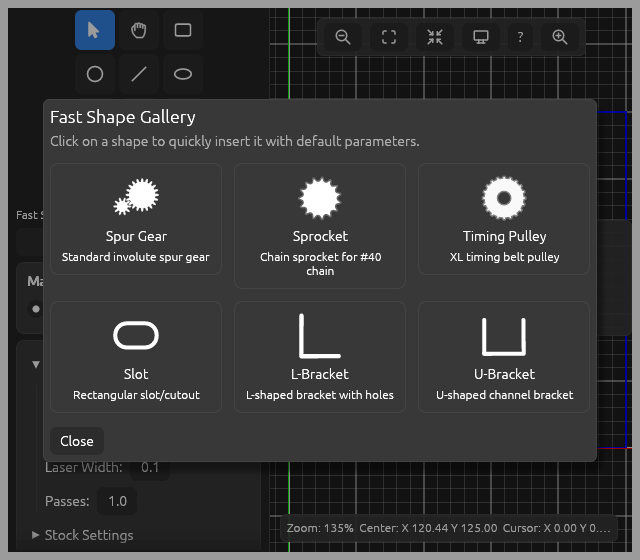 ?
Fast Shape Gallery
Click on a shape to quickly insert it with default parameters.
Spur Gear
Standard involute spur gear
Sprocket
Chain sprocket for #40
chain
Timing Pulley
XL timing belt pulley
Fast S
Ma
Slot
Rectangular slot/cutout
L-Bracket
L-shaped bracket with holes
U-Bracket
U-shaped channel bracket
Close
Laser Width: 0.1
Passes: 1.0
Stock Settings
Zoom: 135% Center: X 120.44 Y 125.00 Cursor: X 0.00 Y 0....